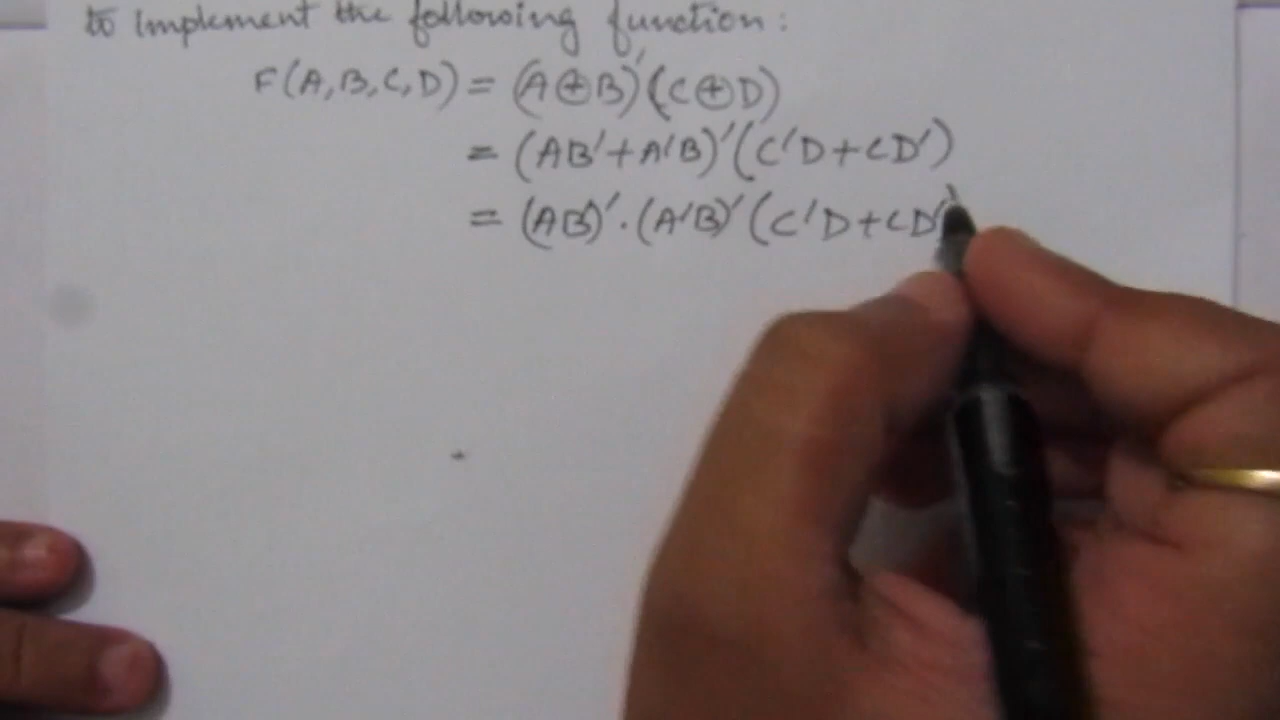 to implement the following function:
F(A,B,C,D) = (A⊕B)'(C⊕D)
= (AB'+A'B)'(C'D+CD')
= (AB')'.(A'B)'(C'D+CD')